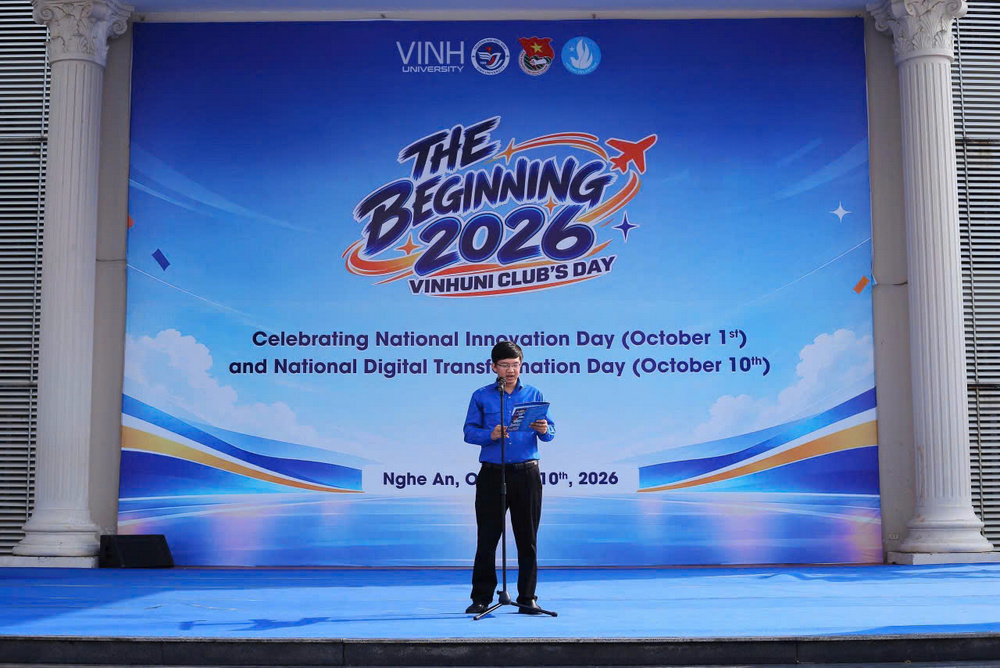 VINH
UNIVERSITY
THE
BEGINNING
2026
VINHUNI CLUB'S DAY
Celebrating National Innovation Day (October 1st)
and National Digital Transformation Day (October 10th)
Nghe An, 10th, 2026